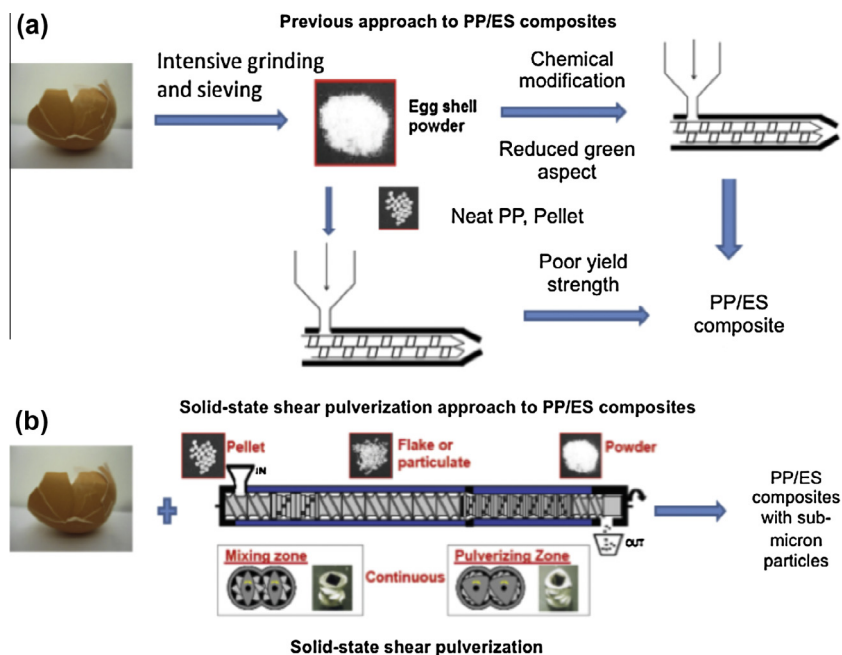 (a)
Previous approach to PP/ES composites
Intensive grinding
and sieving
Egg shell
powder
Chemical
modification
Reduced green
aspect
Neat PP, Pellet
Poor yield
strength
PP/ES
composite
(b)
Solid-state shear pulverization approach to PP/ES composites
Pellet
Flake or
particulate
Powder
IN
OUT
PP/ES
composites
with sub-
micron
particles
Mixing zone
Continuous
Pulverizing Zone
Solid-state shear pulverization